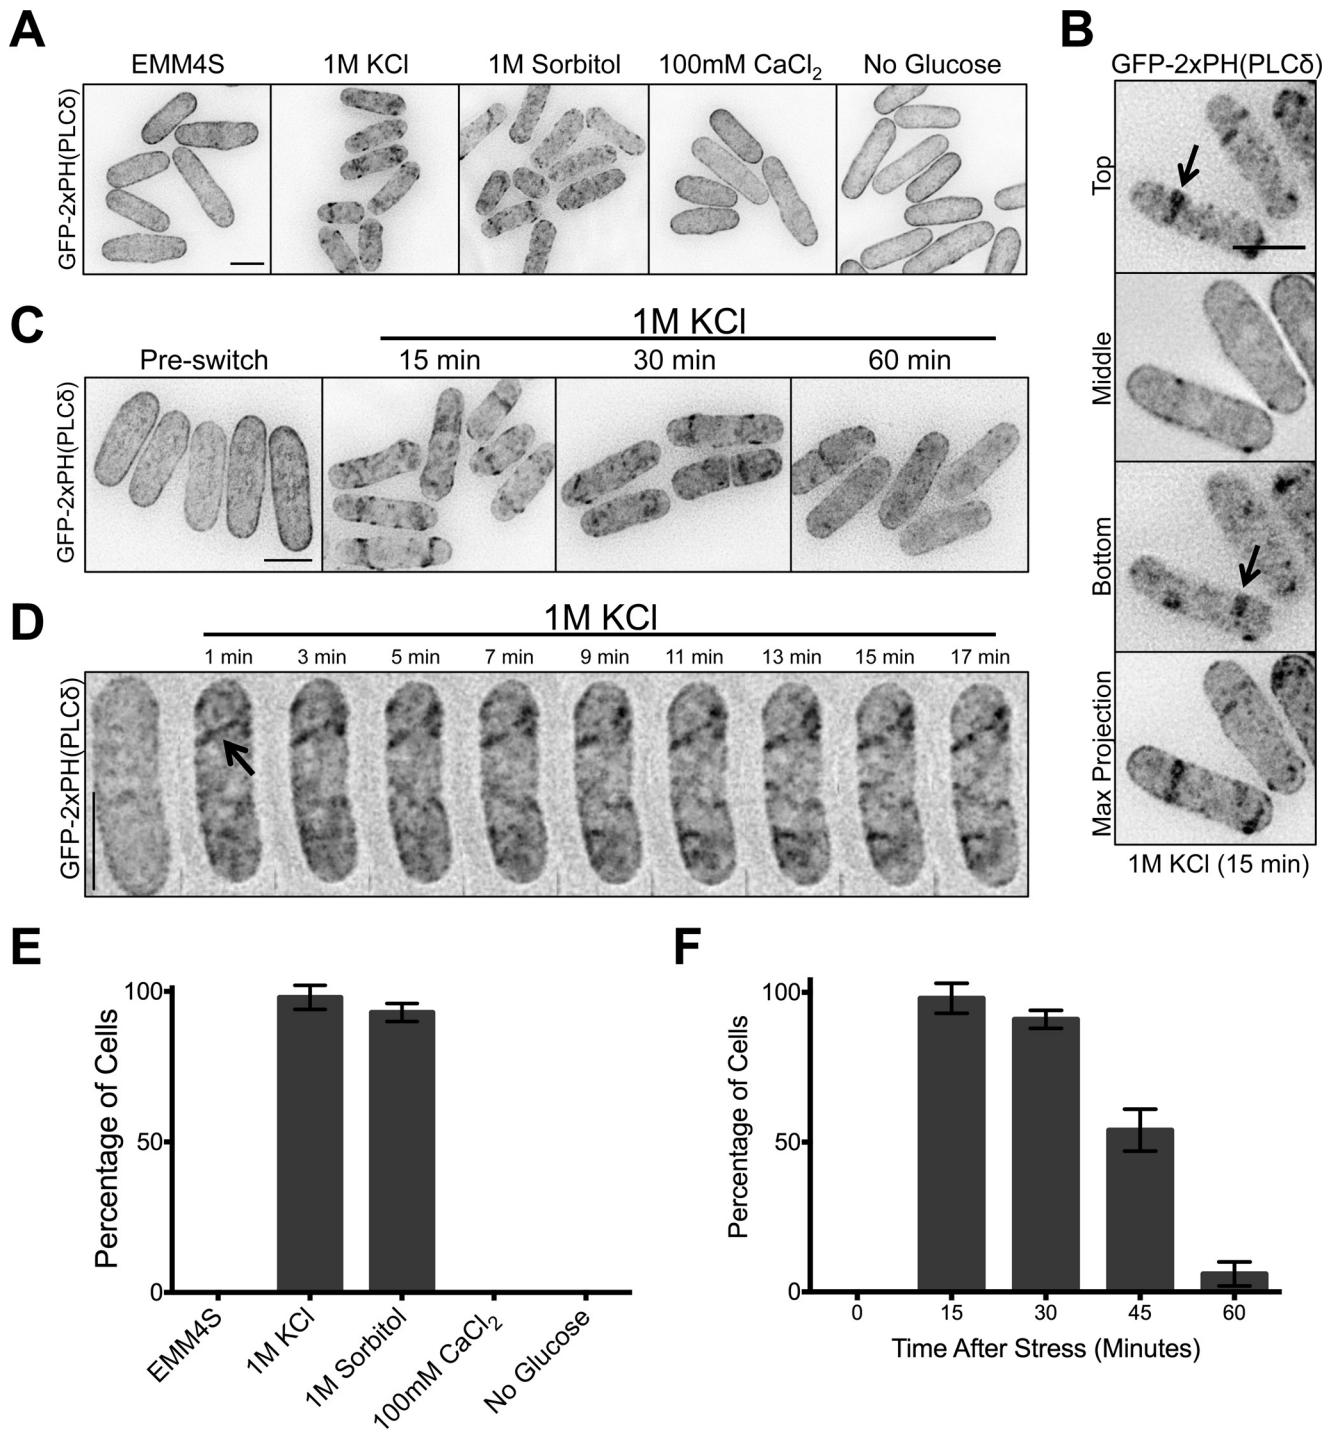 A
EMM4S
1M KCl
1M Sorbitol
100mM CaCl₂
No Glucose
GFP-2xPH(PLCδ)
B
GFP-2xPH(PLCδ)
Top
Middle
Bottom
Max Projection
1M KCl (15 min)
C
1M KCl
Pre-switch
15 min
30 min
60 min
GFP-2xPH(PLCδ)
D
1M KCl
1 min
3 min
5 min
7 min
9 min
11 min
13 min
15 min
17 min
GFP-2xPH(PLCδ)
E
Percentage of Cells
100
50
0
EMM4S
1M KCl
1M Sorbitol
100mM CaCl₂
No Glucose
F
Percentage of Cells
100
50
0
0
15
30
45
60
Time After Stress (Minutes)